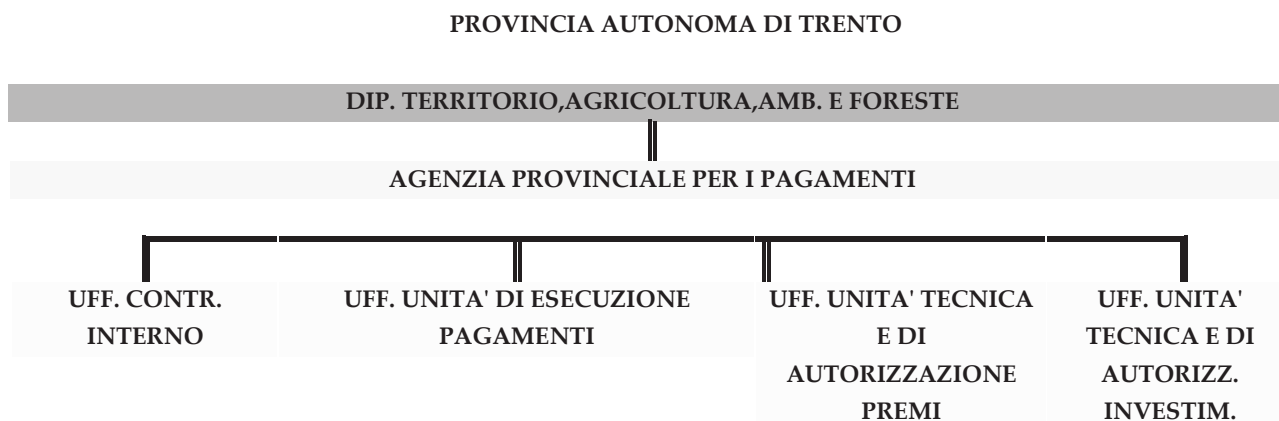 PROVINCIA AUTONOMA DI TRENTO
DIP. TERRITORIO,AGRICOLTURA,AMB. E FORESTE
AGENZIA PROVINCIALE PER I PAGAMENTI
UFF. CONTR.
INTERNO
UFF. UNITA' DI ESECUZIONE
PAGAMENTI
UFF. UNITA' TECNICA
E DI
AUTORIZZAZIONE
PREMI
UFF. UNITA'
TECNICA E DI
AUTORIZZ.
INVESTIM.